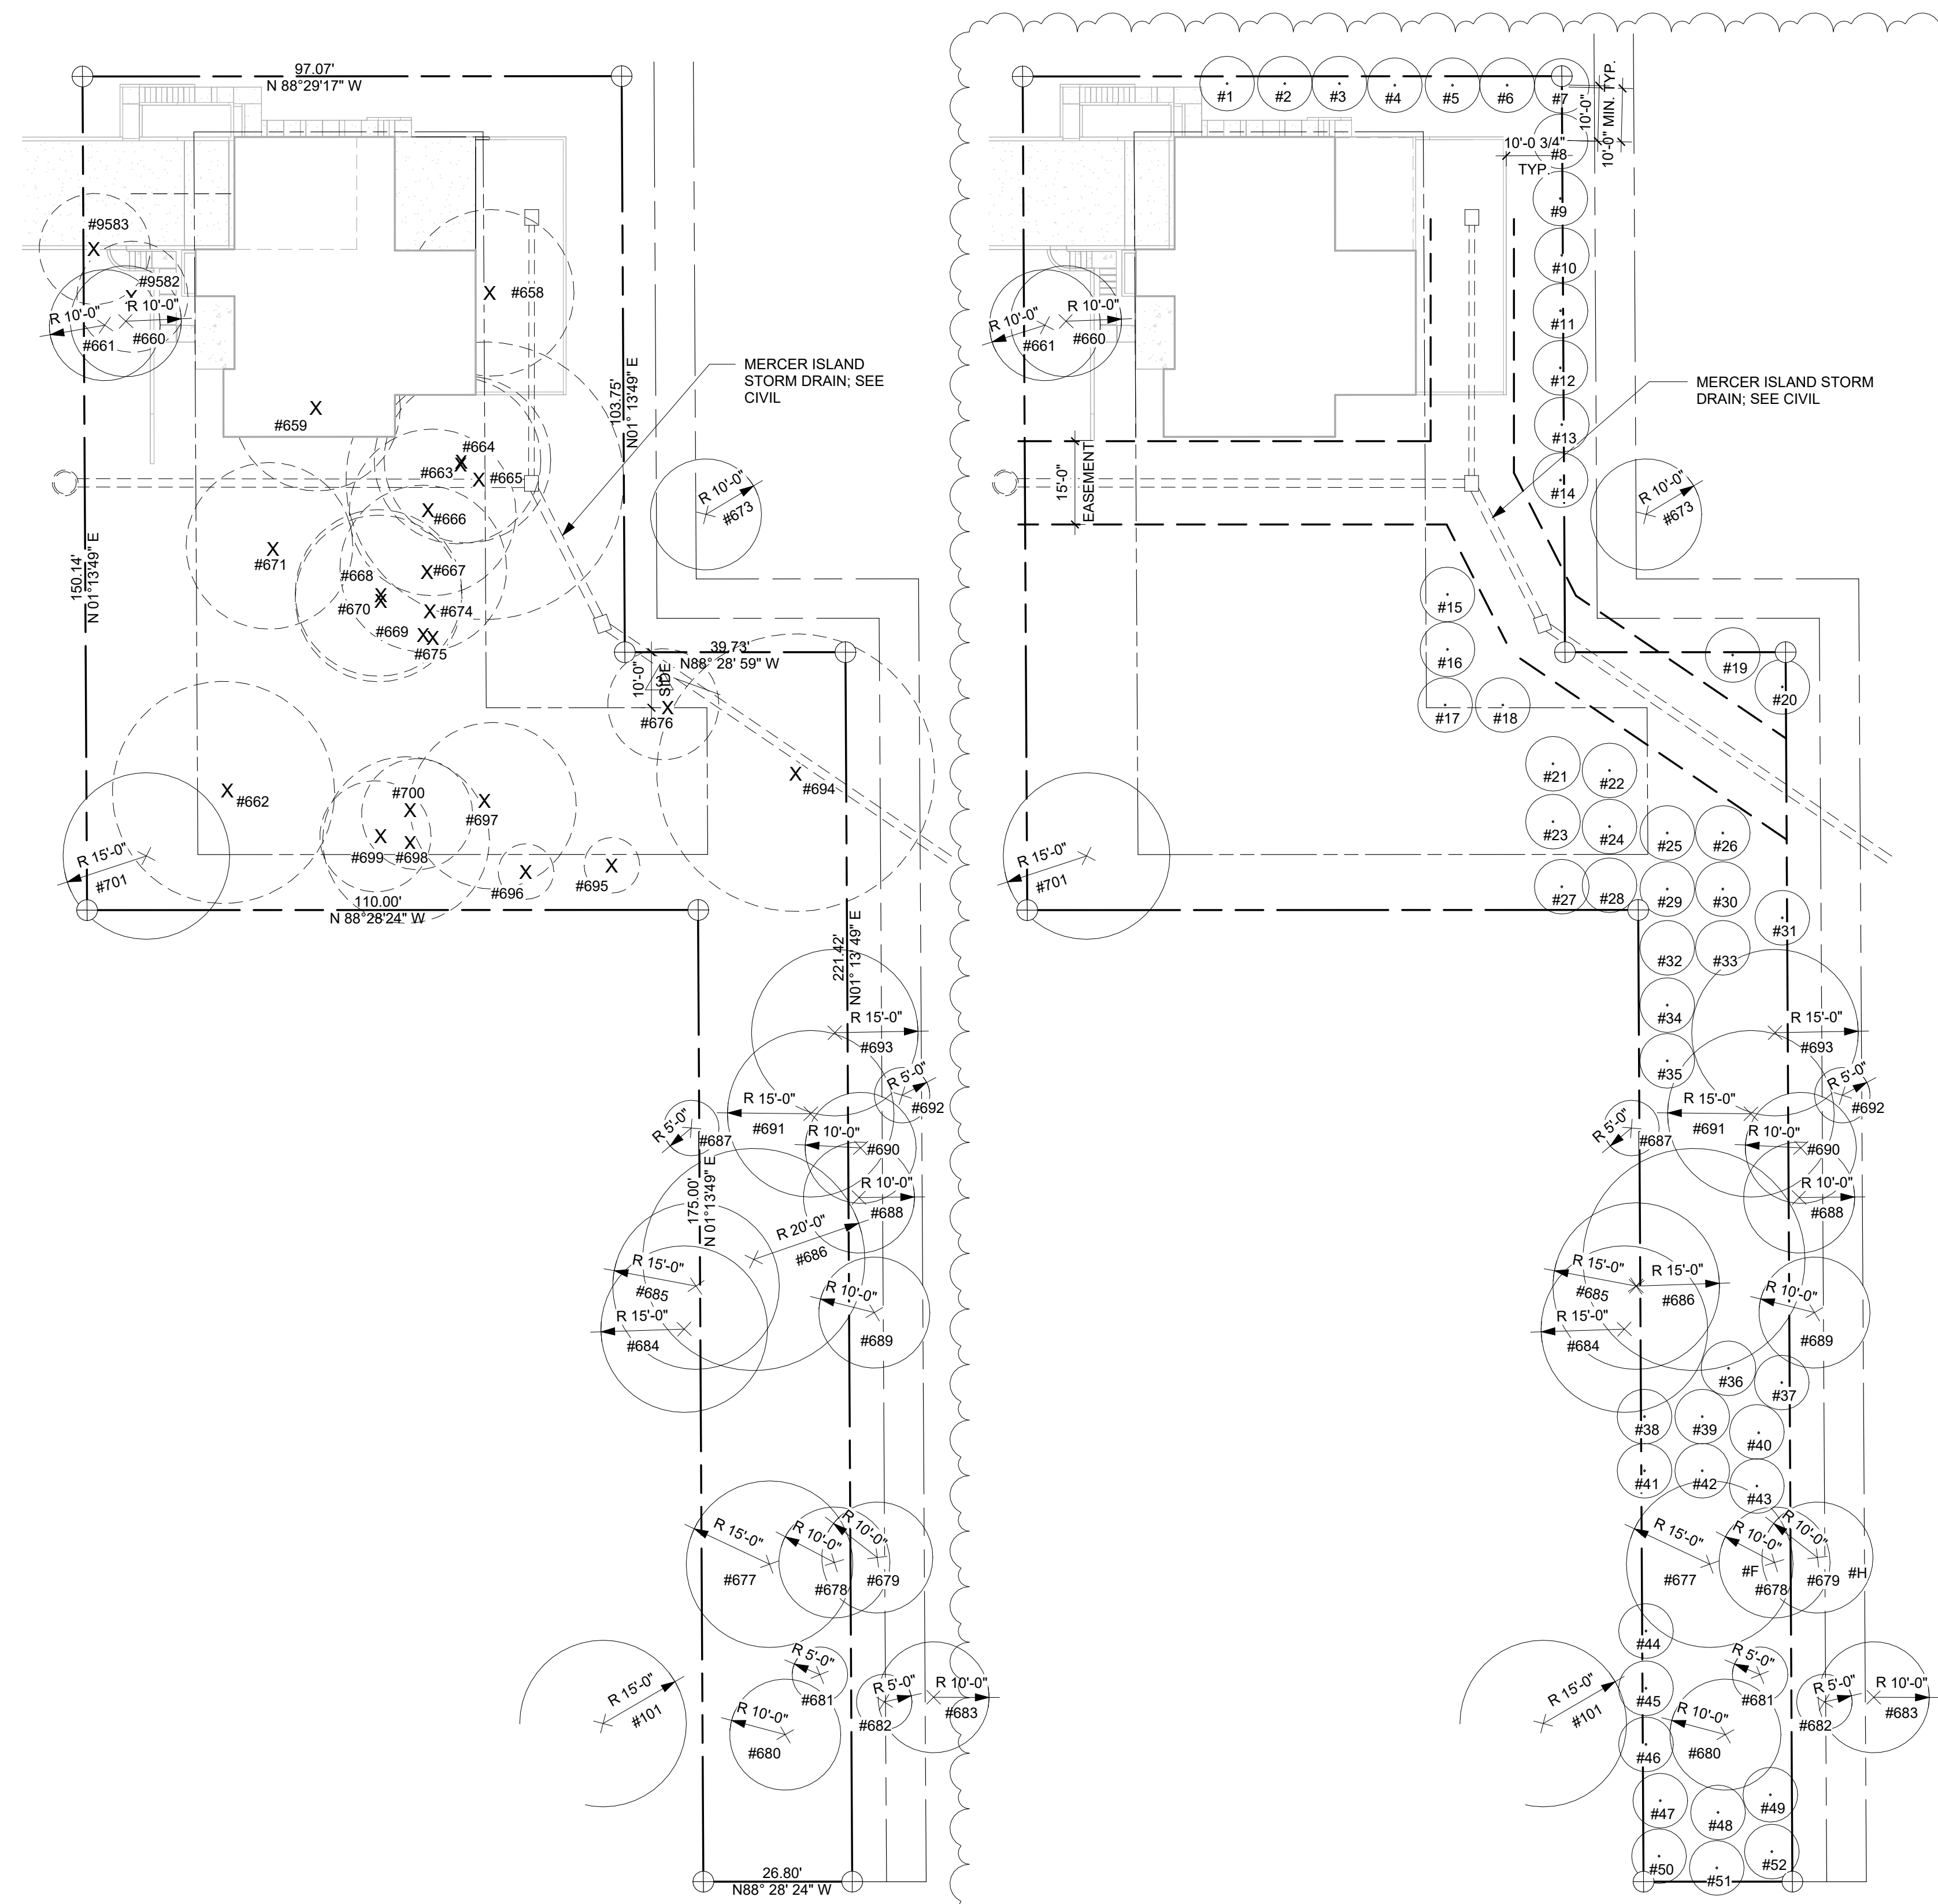 97.07'
N 88°29'17" W
#9583
#9582
R 10'-0"
R 10'-0"
#661
#660
#658
#659
103.75'
N01° 13'49" E
MERCER ISLAND
STORM DRAIN; SEE
CIVIL
#664
#663
#665
#666
R 10'-0"
#673
#671
#668
#667
#670
#674
#669
#675
150.14'
N 01°13'49" E
39.73'
N88° 28' 59" W
10'-0"
SIDE
#676
#694
#662
#700
#697
#699
#698
#696
#695
R 15'-0"
#701
110.00'
N 88°28'24" W
221.42'
N01° 13' 49" E
R 15'-0"
#693
R 5'-0"
#692
R 15'-0"
#691
R 5'-0"
#687
R 10'-0"
#690
175.00'
N 01°13'49" E
R 10'-0"
#688
R 20'-0"
#686
R 15'-0"
#685
R 10'-0"
#689
R 15'-0"
#684
R 15'-0"
#677
R 10'-0"
#678
R 10'-0"
#679
R 5'-0"
#681
R 15'-0"
#101
R 10'-0"
#680
R 5'-0"
#682
R 10'-0"
#683
26.80'
N88° 28' 24" W
#1
#2
#3
#4
#5
#6
#7
10'-0"
10'-0" MIN. TYP.
10'-0 3/4"
TYP.
#8
#9
#10
#11
#12
#13
#14
R 10'-0"
#661
R 10'-0"
#660
MERCER ISLAND STORM
DRAIN; SEE CIVIL
15'-0"
EASEMENT
R 10'-0"
#673
#15
#16
#17
#18
#19
#20
#21
#22
#23
#24
#25
#26
#27
#28
#29
#30
#31
R 15'-0"
#701
#32
#33
#34
#35
R 15'-0"
#693
R 5'-0"
#692
R 15'-0"
#691
R 5'-0"
#687
R 10'-0"
#690
R 10'-0"
#688
R 15'-0"
#685
R 15'-0"
#686
R 10'-0"
#689
R 15'-0"
#684
#36
#37
#38
#39
#40
#41
#42
#43
R 15'-0"
#677
R 10'-0"
#F
#678
R 10'-0"
#679
#H
#44
R 5'-0"
#681
R 15'-0"
#101
#45
R 10'-0"
#680
R 5'-0"
#682
R 10'-0"
#683
#46
#47
#48
#49
#50
#51
#52